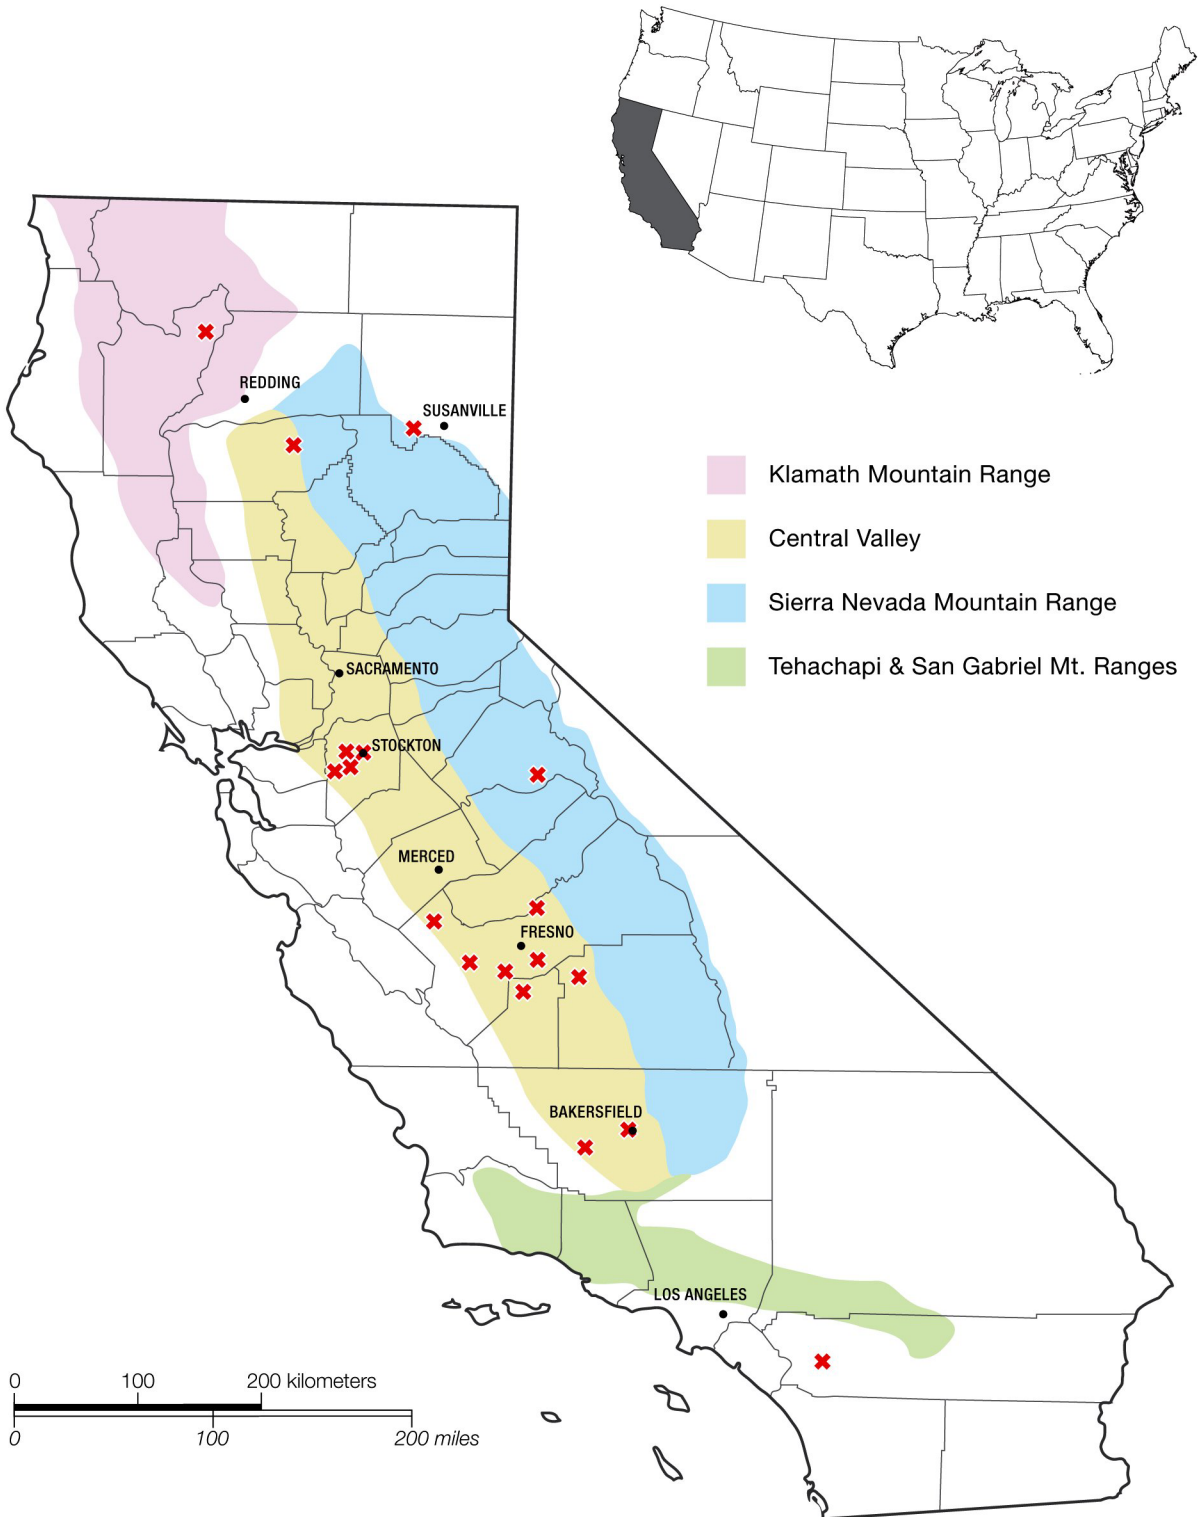 REDDING
SUSANVILLE
Klamath Mountain Range
Central Valley
Sierra Nevada Mountain Range
Tehachapi & San Gabriel Mt. Ranges
SACRAMENTO
STOCKTON
MERCED
FRESNO
BAKERSFIELD
LOS ANGELES
0 100 200 kilometers
0 100 200 miles